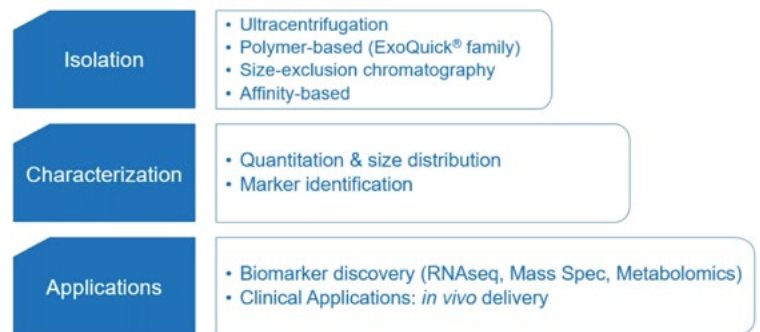 Isolation
• Ultracentrifugation
• Polymer-based (ExoQuick® family)
• Size-exclusion chromatography
• Affinity-based
Characterization
• Quantitation & size distribution
• Marker identification
Applications
• Biomarker discovery (RNAseq, Mass Spec, Metabolomics)
• Clinical Applications: in vivo delivery